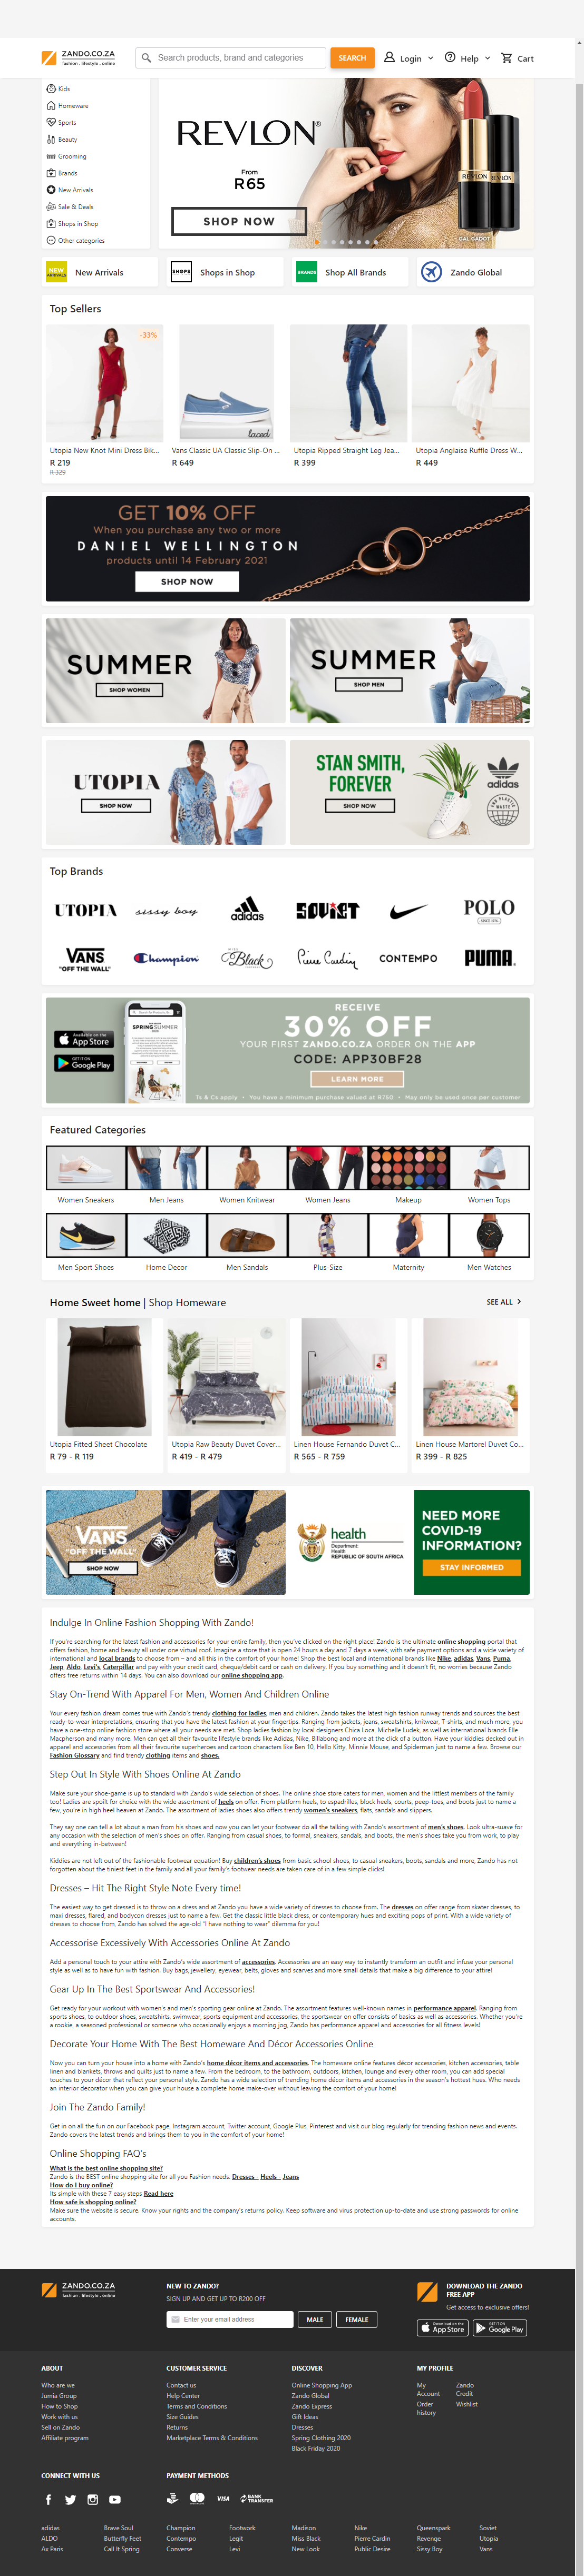 ZANDO.CO.ZA
fashion . lifestyle . online
Search products, brand and categories
SEARCH
Login
Help
Cart
Kids
Homeware
Sports
Beauty
Grooming
Brands
New Arrivals
Sale & Deals
Shops in Shop
Other categories
REVLON®
From
R65
SHOP NOW
REVLON
REVLON
GAL GADOT
NEW ARRIVALS
New Arrivals
SHOPS
Shops in Shop
BRANDS
Shop All Brands
Zando Global
Top Sellers
-33%
laced
Utopia New Knot Mini Dress Bik...
Vans Classic UA Classic Slip-On ...
Utopia Ripped Straight Leg Jea...
Utopia Anglaise Ruffle Dress W...
R 219
R 649
R 399
R 449
R 329
GET 10% OFF
When you purchase any two or more
DANIEL WELLINGTON
products until 14 February 2021
SHOP NOW
SUMMER
SHOP WOMEN
SUMMER
SHOP MEN
UTOPIA
SHOP NOW
STAN SMITH,
FOREVER
SHOP NOW
adidas
END PLASTIC WASTE
Top Brands
UTOPIA
sissy boy
adidas
SOVIET
POLO
SINCE 1976
VANS
"OFF THE WALL"
Champion
MISS
Black
Pierre Cardin
CONTEMPO
PUMA
Available on the
App Store
GET IT ON
Google Play
SPRING SUMMER
RECEIVE
30% OFF
YOUR FIRST ZANDO.CO.ZA ORDER ON THE APP
CODE: APP30BF28
LEARN MORE
Ts & Cs apply • You have a minimum purchase valued at R750 • May only be used once per customer
Featured Categories
Women Sneakers
Men Jeans
Women Knitwear
Women Jeans
Makeup
Women Tops
Men Sport Shoes
Home Decor
Men Sandals
Plus-Size
Maternity
Men Watches
Home Sweet home | Shop Homeware
SEE ALL
Utopia Fitted Sheet Chocolate
Utopia Raw Beauty Duvet Cover...
Linen House Fernando Duvet C...
Linen House Martorel Duvet Co...
R 79 - R 119
R 419 - R 479
R 565 - R 759
R 399 - R 825
VANS
"OFF THE WALL"
SHOP NOW
health
Department:
Health
REPUBLIC OF SOUTH AFRICA
NEED MORE
COVID-19
INFORMATION?
STAY INFORMED
Indulge In Online Fashion Shopping With Zando!
If you're searching for the latest fashion and accessories for your entire family, then you've clicked on the right place! Zando is the ultimate online shopping portal that
offers fashion, home and beauty all under one virtual roof. Imagine a store that is open 24 hours a day and 7 days a week, with safe payment options and a wide variety of
international and local brands to choose from – and all this in the comfort of your home! Shop the best local and international brands like Nike, adidas, Vans, Puma,
Jeep, Aldo, Levi's, Caterpillar and pay with your credit card, cheque/debit card or cash on delivery. If you buy something and it doesn't fit, no worries because Zando
offers free returns within 14 days. You can also download our online shopping app.
Stay On-Trend With Apparel For Men, Women And Children Online
Your every fashion dream comes true with Zando's trendy clothing for ladies, men and children. Zando takes the latest high fashion runway trends and sources the best
ready-to-wear interpretations, ensuring that you have the latest fashion at your fingertips. Ranging from jackets, jeans, sweatshirts, knitwear, T-shirts, and much more, you
have a one-stop online fashion store where all your needs are met. Shop ladies fashion by local designers Chica Loca, Michelle Ludek, as well as international brands Elle
Macpherson and many more. Men can get all their favourite lifestyle brands like Adidas, Nike, Billabong and more at the click of a button. Have your kiddies decked out in
apparel and accessories from all their favourite superheroes and cartoon characters like Ben 10, Hello Kitty, Minnie Mouse, and Spiderman just to name a few. Browse our
Fashion Glossary and find trendy clothing items and shoes.
Step Out In Style With Shoes Online At Zando
Make sure your shoe-game is up to standard with Zando's wide selection of shoes. The online shoe store caters for men, women and the littlest members of the family
too! Ladies are spoilt for choice with the wide assortment of heels on offer. From platform heels, to espadrilles, block heels, courts, peep-toes, and boots just to name a
few, you're in high heel heaven at Zando. The assortment of ladies shoes also offers trendy women's sneakers, flats, sandals and slippers.
They say one can tell a lot about a man from his shoes and now you can let your footwear do all the talking with Zando's assortment of men's shoes. Look ultra-suave for
any occasion with the selection of men's shoes on offer. Ranging from casual shoes, to formal, sneakers, sandals, and boots, the men's shoes take you from work, to play
and everything in-between!
Kiddies are not left out of the fashionable footwear equation! Buy children's shoes from basic school shoes, to casual sneakers, boots, sandals and more, Zando has not
forgotten about the tiniest feet in the family and all your family's footwear needs are taken care of in a few simple clicks!
Dresses – Hit The Right Style Note Every time!
The easiest way to get dressed is to throw on a dress and at Zando you have a wide variety of dresses to choose from. The dresses on offer range from skater dresses, to
maxi dresses, flared, and bodycon dresses just to name a few. Get the classic little black dress, or contemporary hues and exciting pops of print. With a wide variety of
dresses to choose from, Zando has solved the age-old "I have nothing to wear" dilemma for you!
Accessorise Excessively With Accessories Online At Zando
Add a personal touch to your attire with Zando's wide assortment of accessories. Accessories are an easy way to instantly transform an outfit and infuse your personal
style as well as to have fun with fashion. Buy bags, jewellery, eyewear, belts, gloves and scarves and more small details that make a big difference to your attire!
Gear Up In The Best Sportswear And Accessories!
Get ready for your workout with women's and men's sporting gear online at Zando. The assortment features well-known names in performance apparel. Ranging from
sports shoes, to outdoor shoes, sweatshirts, swimwear, sports equipment and accessories, the sportswear on offer consists of basics as well as accessories. Whether you're
a rookie, a seasoned professional or someone who occasionally enjoys a morning jog, Zando has performance apparel and accessories for all fitness levels!
Decorate Your Home With The Best Homeware And Décor Accessories Online
Now you can turn your house into a home with Zando's home décor items and accessories. The homeware online features décor accessories, kitchen accessories, table
linen and blankets, throws and quilts just to name a few. From the bedroom, to the bathroom, outdoors, kitchen, lounge and every other room, you can add special
touches to your décor that reflect your personal style. Zando has a wide selection of trending home décor items and accessories in the season's hottest hues. Who needs
an interior decorator when you can give your house a complete home make-over without leaving the comfort of your home!
Join The Zando Family!
Get in on all the fun on our Facebook page, Instagram account, Twitter account, Google Plus, Pinterest and visit our blog regularly for trending fashion news and events.
Zando covers the latest trends and brings them to you in the comfort of your home!
Online Shopping FAQ's
What is the best online shopping site?
Zando is the BEST online shopping site for all you Fashion needs. Dresses - Heels - Jeans
How do I buy online?
Its simple with these 7 easy steps Read here
How safe is shopping online?
Make sure the website is secure. Know your rights and the company's returns policy. Keep software and virus protection up-to-date and use strong passwords for online
accounts.
ZANDO.CO.ZA
fashion . lifestyle . online
NEW TO ZANDO?
SIGN UP AND GET UP TO R200 OFF
Enter your email address
MALE
FEMALE
DOWNLOAD THE ZANDO
FREE APP
Get access to exclusive offers!
Download on the
App Store
GET IT ON
Google Play
ABOUT
Who are we
Jumia Group
How to Shop
Work with us
Sell on Zando
Affiliate program
CUSTOMER SERVICE
Contact us
Help Center
Terms and Conditions
Size Guides
Returns
Marketplace Terms & Conditions
DISCOVER
Online Shopping App
Zando Global
Zando Express
Gift Ideas
Dresses
Spring Clothing 2020
Black Friday 2020
MY PROFILE
My Account
Zando Credit
Order history
Wishlist
CONNECT WITH US
PAYMENT METHODS
VISA
BANK TRANSFER
adidas
Brave Soul
Champion
Footwork
Madison
Nike
Queenspark
Soviet
ALDO
Butterfly Feet
Contempo
Legit
Miss Black
Pierre Cardin
Revenge
Utopia
Ax Paris
Call It Spring
Converse
Levi
New Look
Public Desire
Sissy Boy
Vans